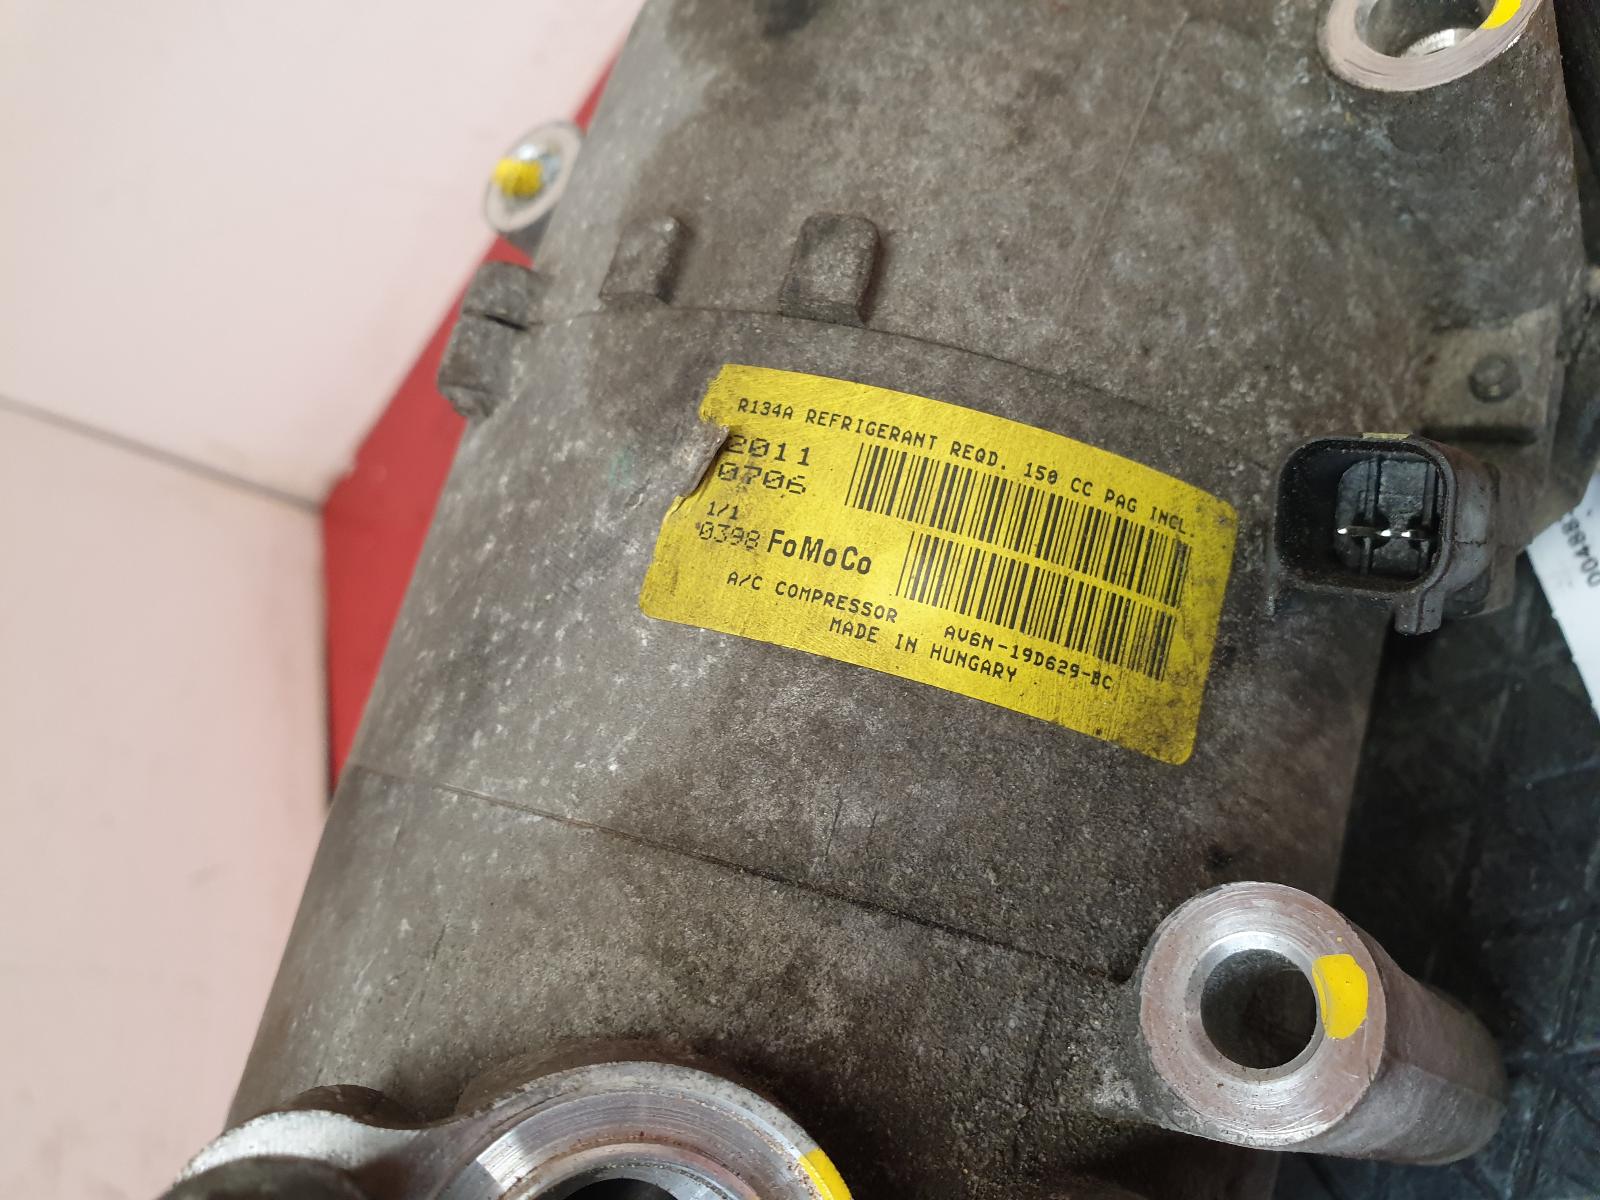 R134A REFRIGERANT REQD. 150 CC PAG INCL.
2011
0706
1/1
0398 FoMoCo
A/C COMPRESSOR AV6N-19D629-BC
MADE IN HUNGARY